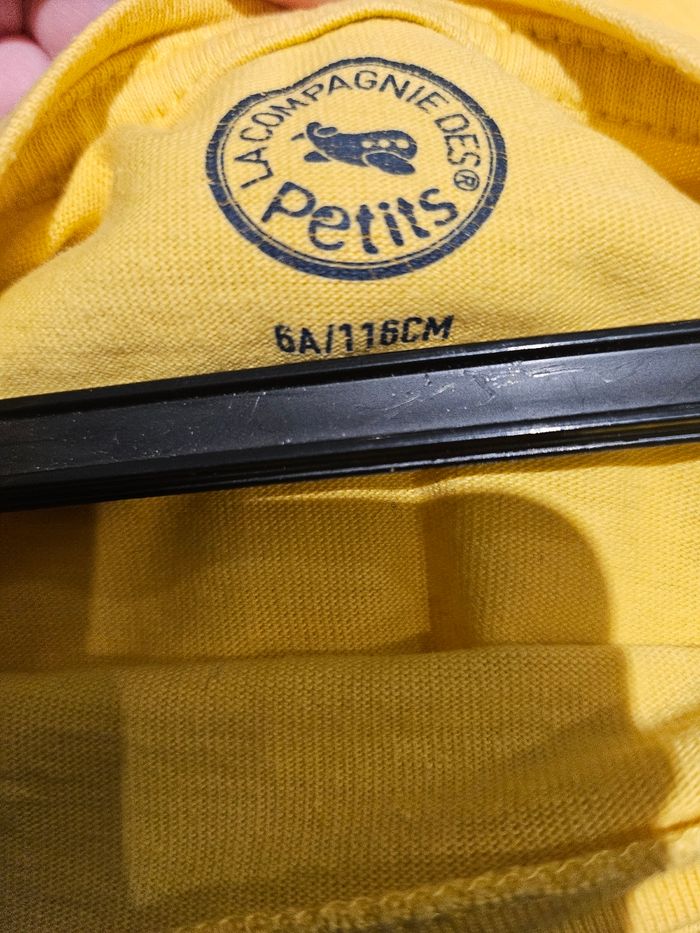 LA COMPAGNIE DES®
Petits
6A/116CM